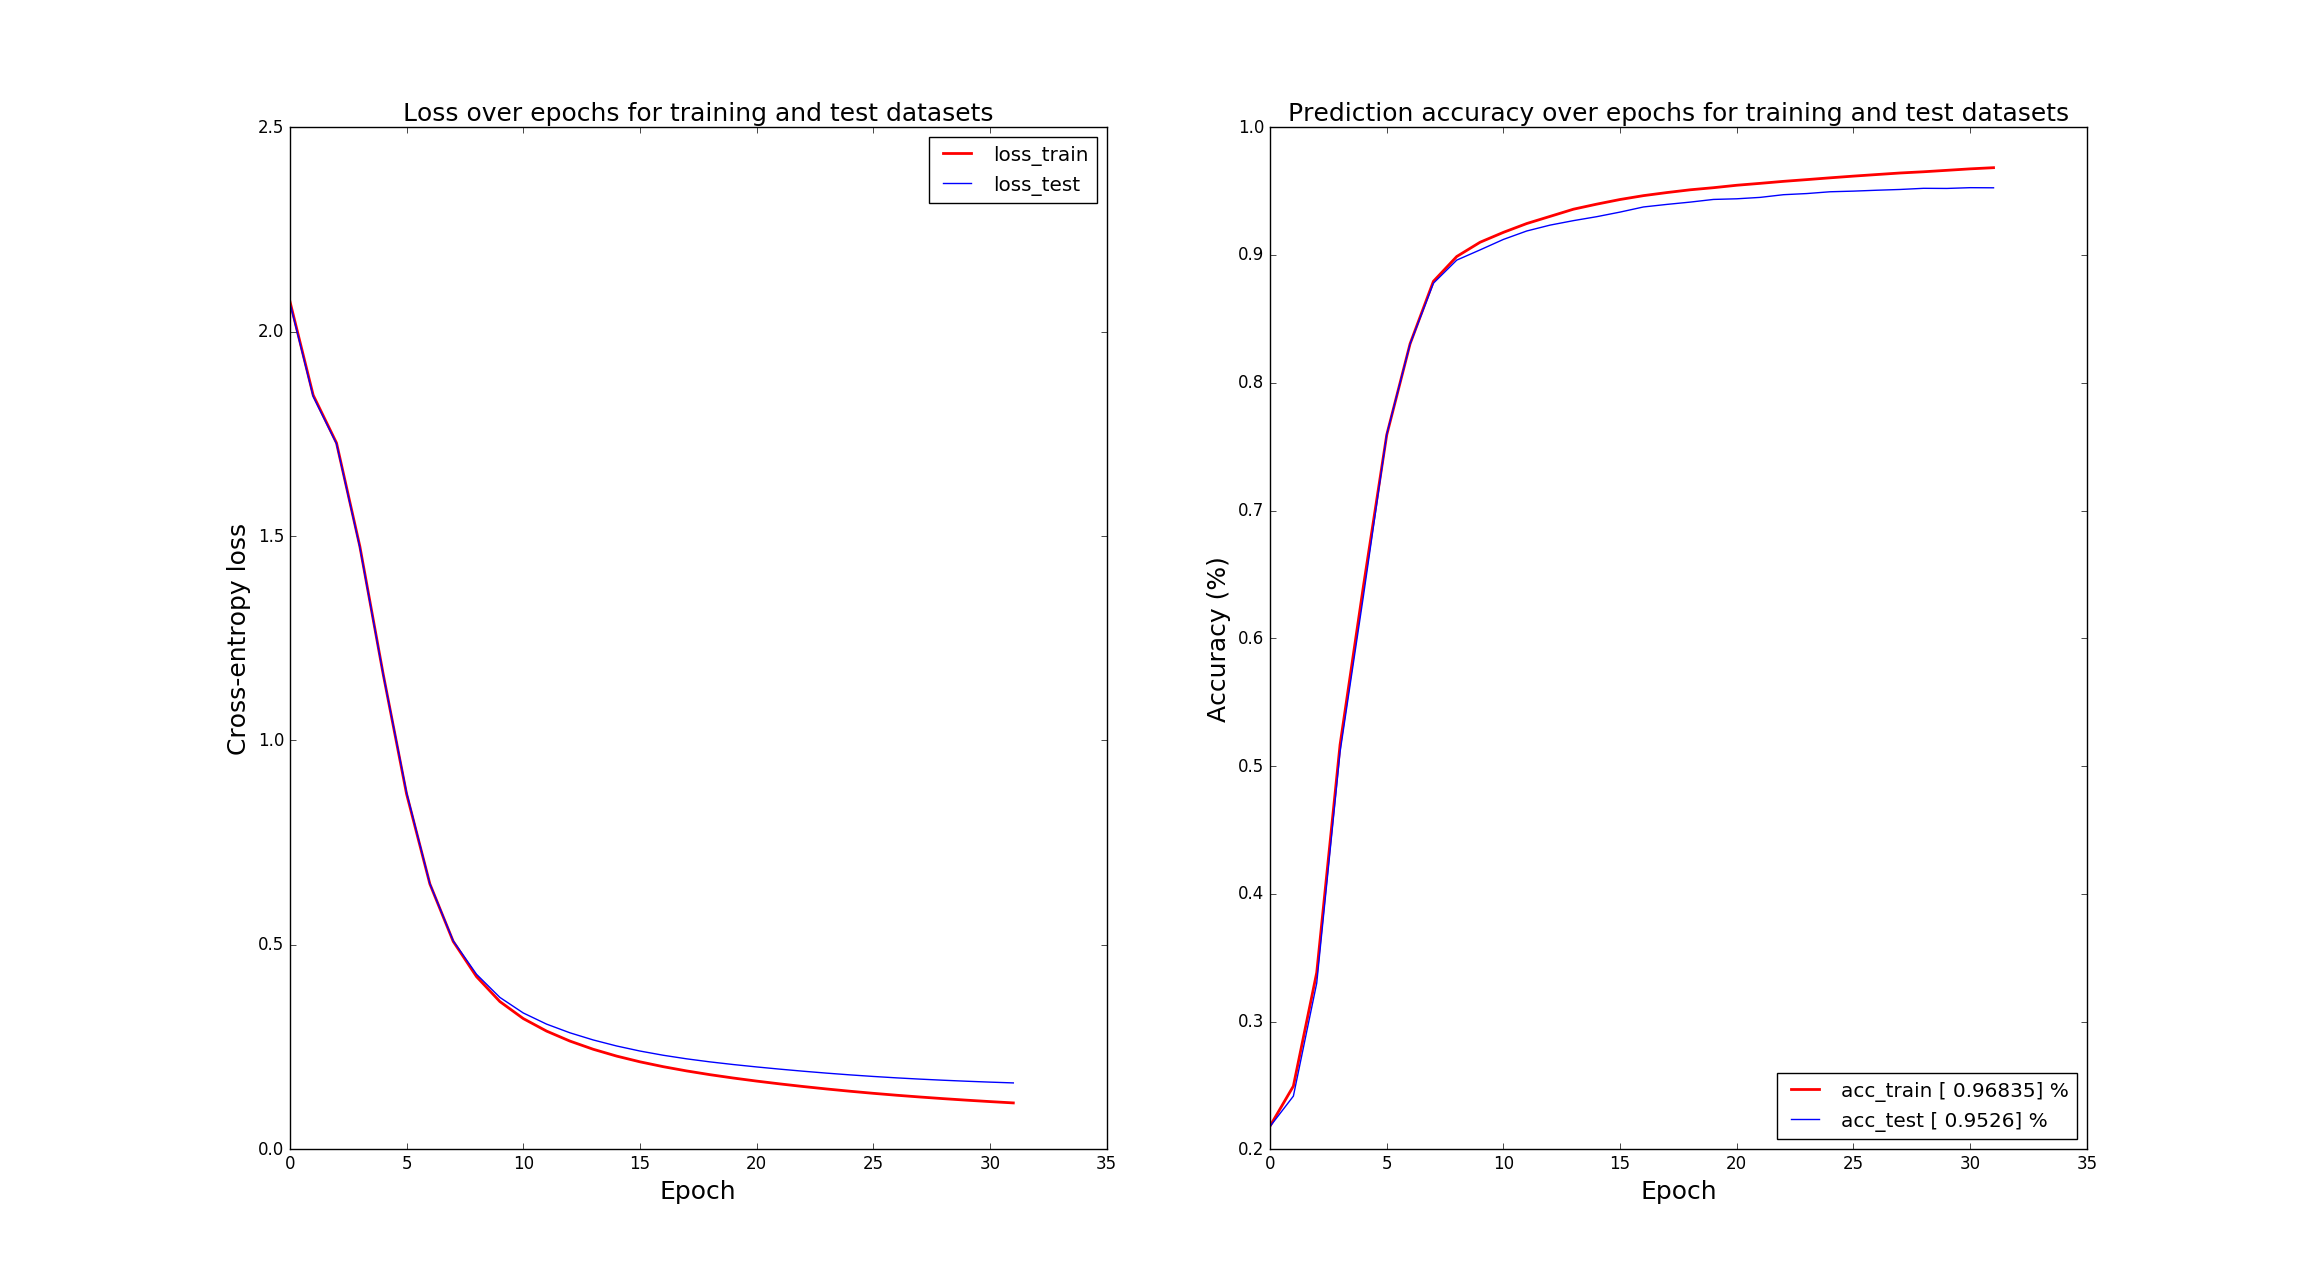 Loss over epochs for training and test datasets
2.5
2.0
1.5
1.0
0.5
0.0
Cross-entropy loss
loss_train
loss_test
0 5 10 15 20 25 30 35
Epoch
Prediction accuracy over epochs for training and test datasets
1.0
0.9
0.8
0.7
0.6
0.5
0.4
0.3
0.2
Accuracy (%)
acc_train [ 0.96835] %
acc_test [ 0.9526] %
0 5 10 15 20 25 30 35
Epoch